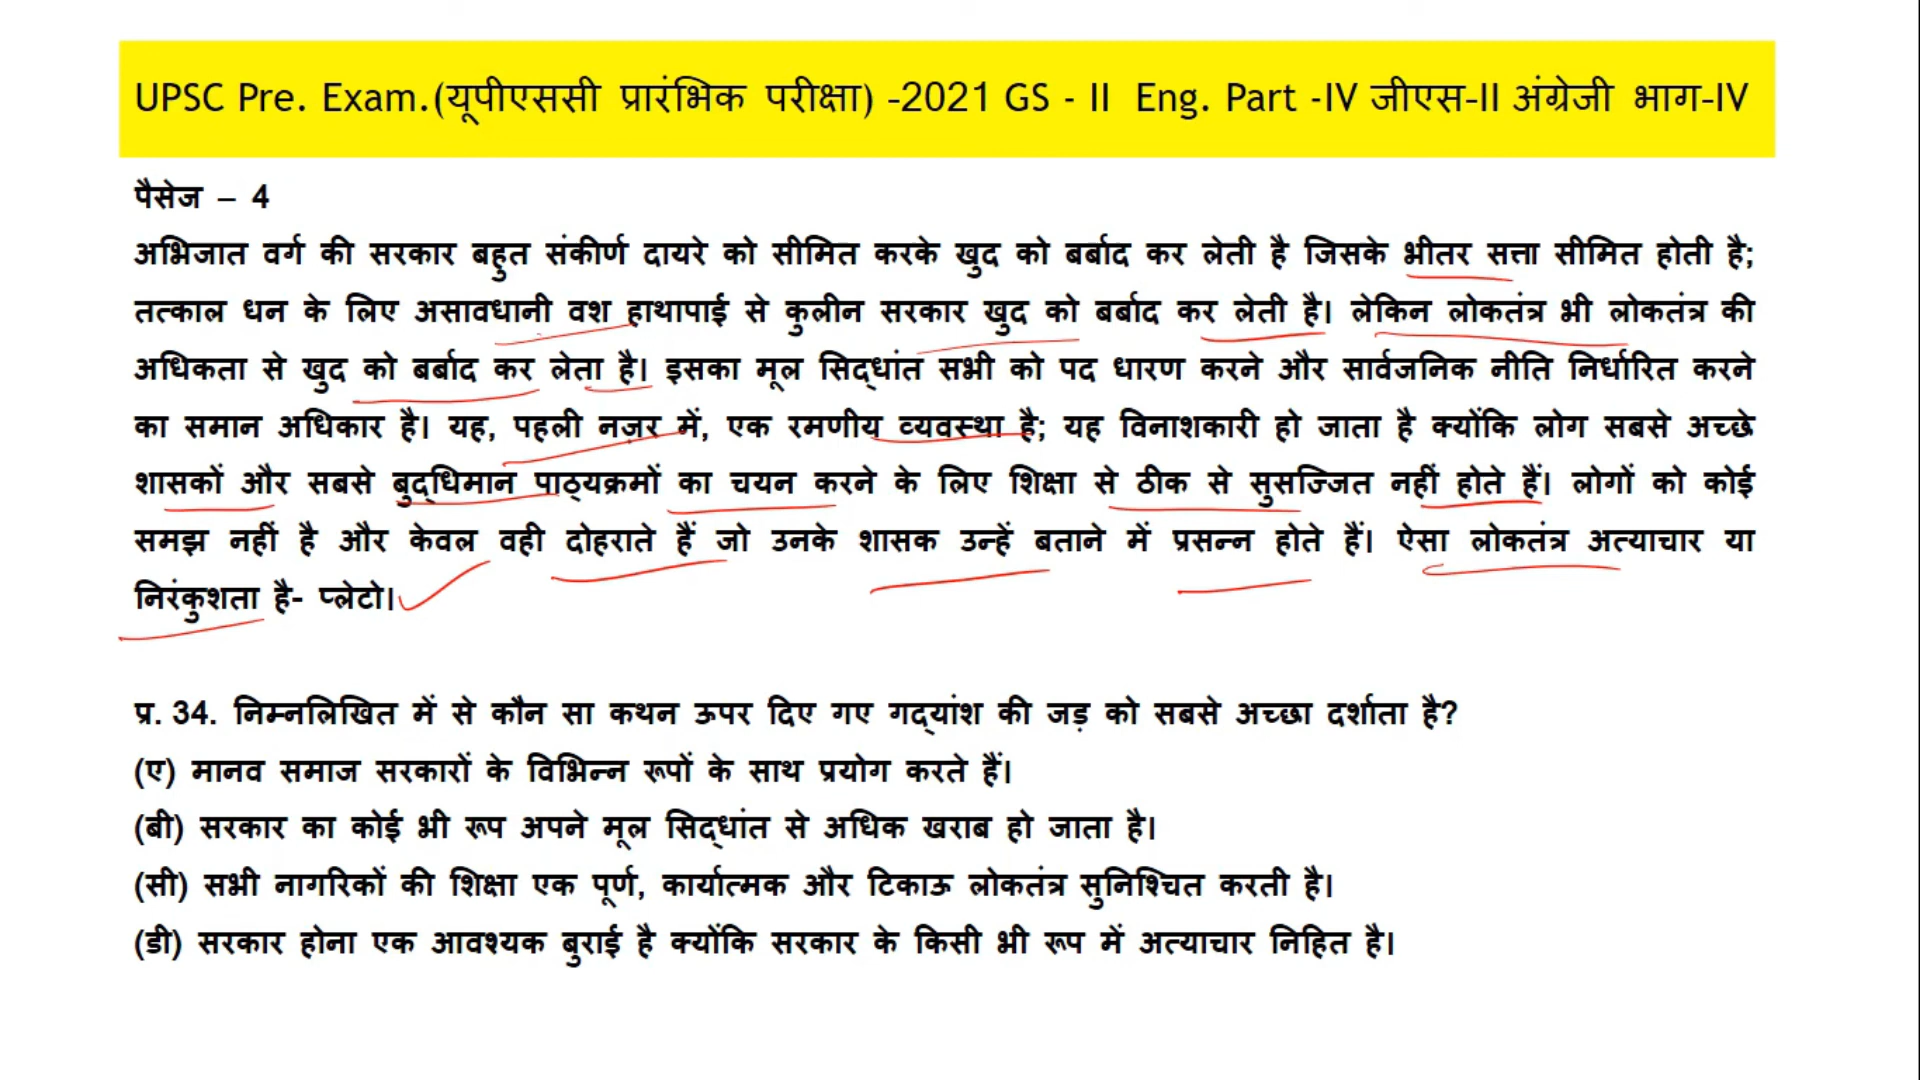 UPSC Pre. Exam.(यूपीएससी प्रारंभिक परीक्षा) -2021 GS - II Eng. Part -IV जीएस-II अंग्रेजी भाग-IV
पैसेज – 4
अभिजात वर्ग की सरकार बहुत संकीर्ण दायरे को सीमित करके खुद को बर्बाद कर लेती है जिसके भीतर सत्ता सीमित होती है;
तत्काल धन के लिए असावधानी वश हाथापाई से कुलीन सरकार खुद को बर्बाद कर लेती है। लेकिन लोकतंत्र भी लोकतंत्र की
अधिकता से खुद को बर्बाद कर लेता है। इसका मूल सिद्धांत सभी को पद धारण करने और सार्वजनिक नीति निर्धारित करने
का समान अधिकार है। यह, पहली नज़र में, एक रमणीय व्यवस्था है; यह विनाशकारी हो जाता है क्योंकि लोग सबसे अच्छे
शासकों और सबसे बुद्धिमान पाठ्यक्रमों का चयन करने के लिए शिक्षा से ठीक से सुसज्जित नहीं होते हैं। लोगों को कोई
समझ नहीं है और केवल वही दोहराते हैं जो उनके शासक उन्हें बताने में प्रसन्न होते हैं। ऐसा लोकतंत्र अत्याचार या
निरंकुशता है- प्लेटो।
प्र. 34. निम्नलिखित में से कौन सा कथन ऊपर दिए गए गद्यांश की जड़ को सबसे अच्छा दर्शाता है?
(ए) मानव समाज सरकारों के विभिन्न रूपों के साथ प्रयोग करते हैं।
(बी) सरकार का कोई भी रूप अपने मूल सिद्धांत से अधिक खराब हो जाता है।
(सी) सभी नागरिकों की शिक्षा एक पूर्ण, कार्यात्मक और टिकाऊ लोकतंत्र सुनिश्चित करती है।
(डी) सरकार होना एक आवश्यक बुराई है क्योंकि सरकार के किसी भी रूप में अत्याचार निहित है।